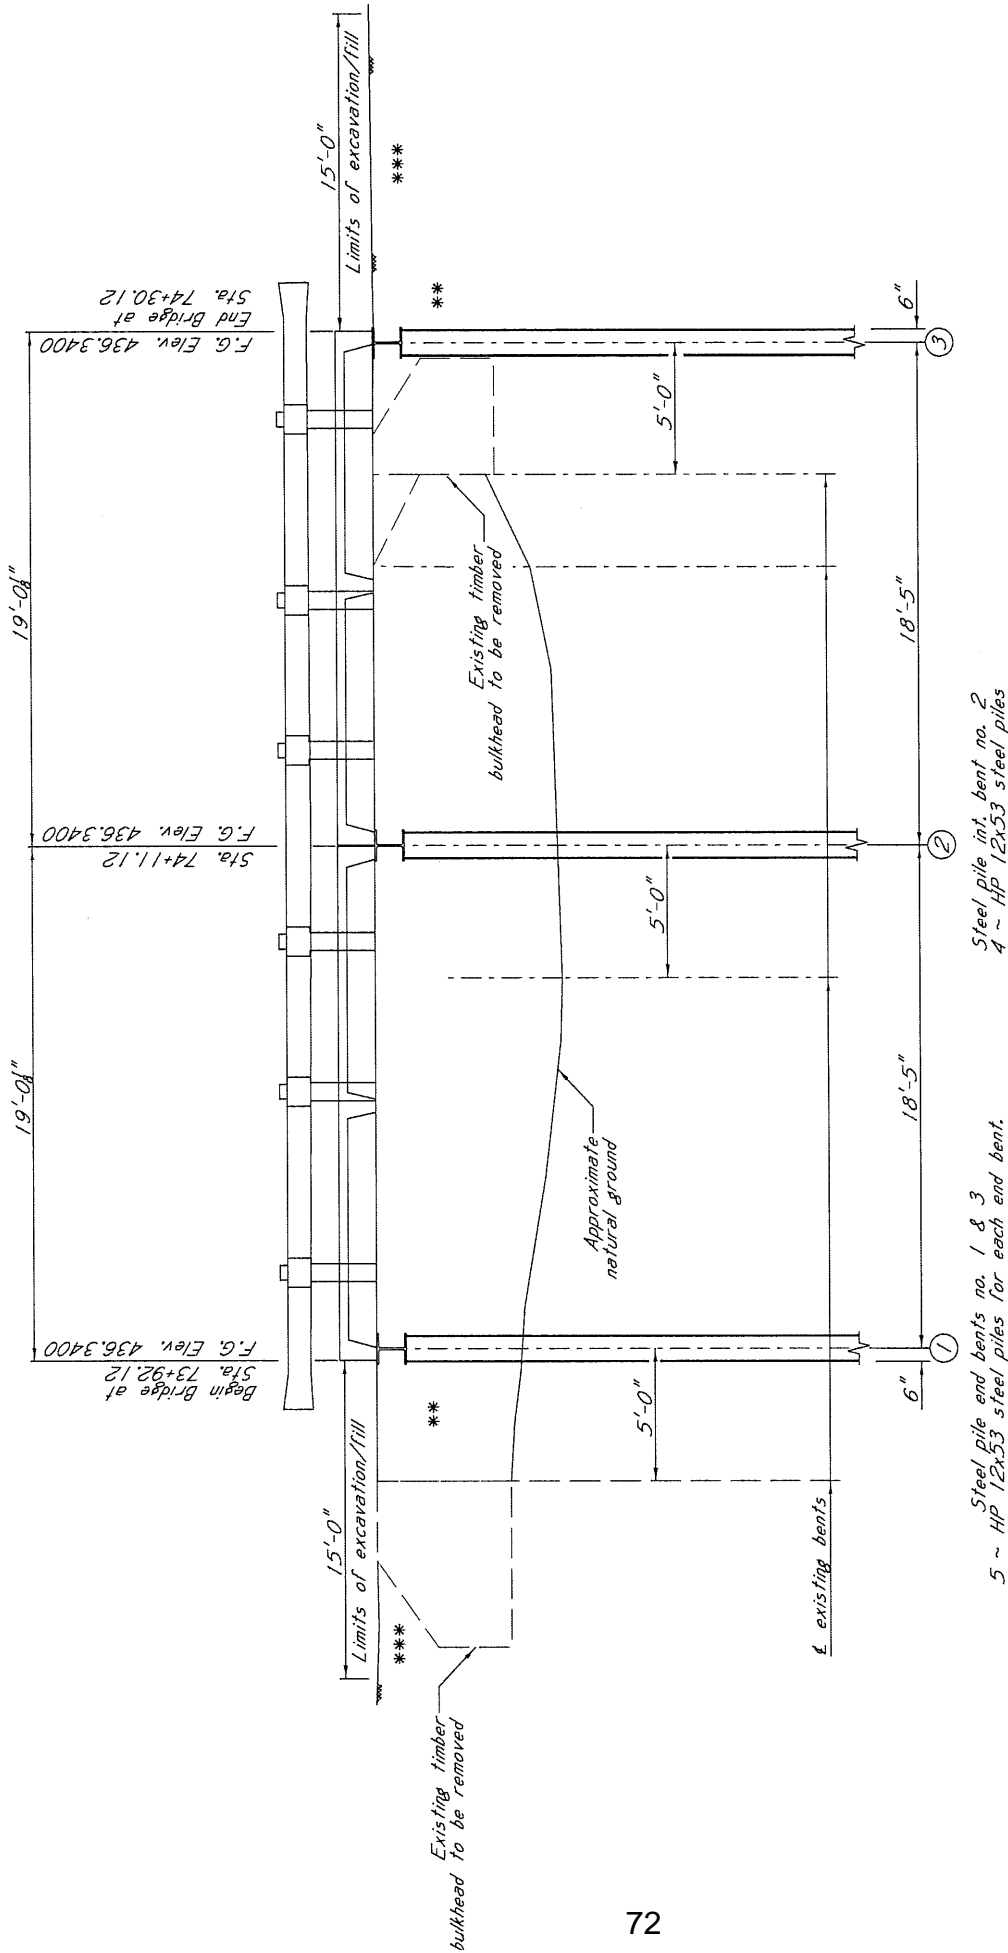 19'-0⅛"
19'-0⅛"
Begin Bridge at
Sta. 73+92.12
F.G. Elev. 436.3400
Sta. 74+11.12
F.G. Elev. 436.3400
F.G. Elev. 436.3400
End Bridge at
Sta. 74+30.12
15'-0"
Limits of excavation/fill
15'-0"
Limits of excavation/fill
***
***
**
**
Existing timber
bulkhead to be removed
Existing timber
bulkhead to be removed
Approximate
natural ground
5'-0"
5'-0"
5'-0"
℄ existing bents
6"
18'-5"
18'-5"
6"
1
2
3
Steel pile end bents no. 1 & 3
5 ~ HP 12x53 steel piles for each end bent.
Steel pile int. bent no. 2
4 ~ HP 12x53 steel piles
72